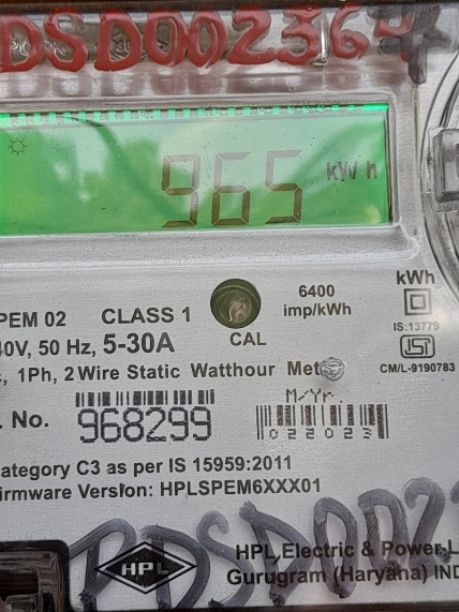 DSD002364
965 kWh
PEM 02 CLASS 1
6400 imp/kWh
kWh
40V, 50 Hz, 5-30A
CAL
IS:13779
ISI
, 1Ph, 2 Wire Static Watthour Met
CM/L-9190783
M/Yr.
. No. 968299
022023
ategory C3 as per IS 15959:2011
irmware Version: HPLSPEM6XXX01
HPL
HPL Electric & Power L
Gurugram (Haryana) IND